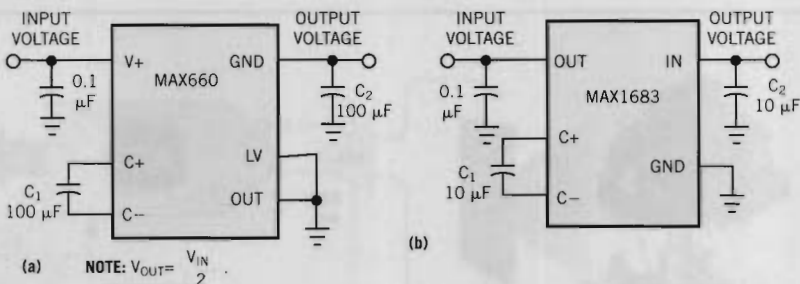 INPUT
VOLTAGE
V+
0.1
µF
MAX660
GND
OUTPUT
VOLTAGE
C2
100 µF
C+
C1
100 µF
C−
LV
OUT
(a)
NOTE: VOUT= VIN
2 .
INPUT
VOLTAGE
OUT
0.1
µF
MAX1683
IN
OUTPUT
VOLTAGE
C2
10 µF
C+
C1
10 µF
C−
GND
(b)